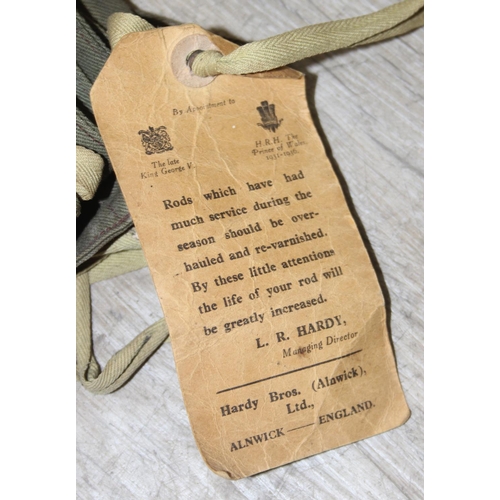 By Appointment to
The late
King George V.
H.R.H. The
Prince of Wales,
Rods which have had
much service during the
season should be over-
hauled and re-varnished.
By these little attentions
the life of your rod will
be greatly increased.
L. R. HARDY,
Managing Director
Hardy Bros. (Alnwick),
Ltd.,
ALNWICK — ENGLAND.